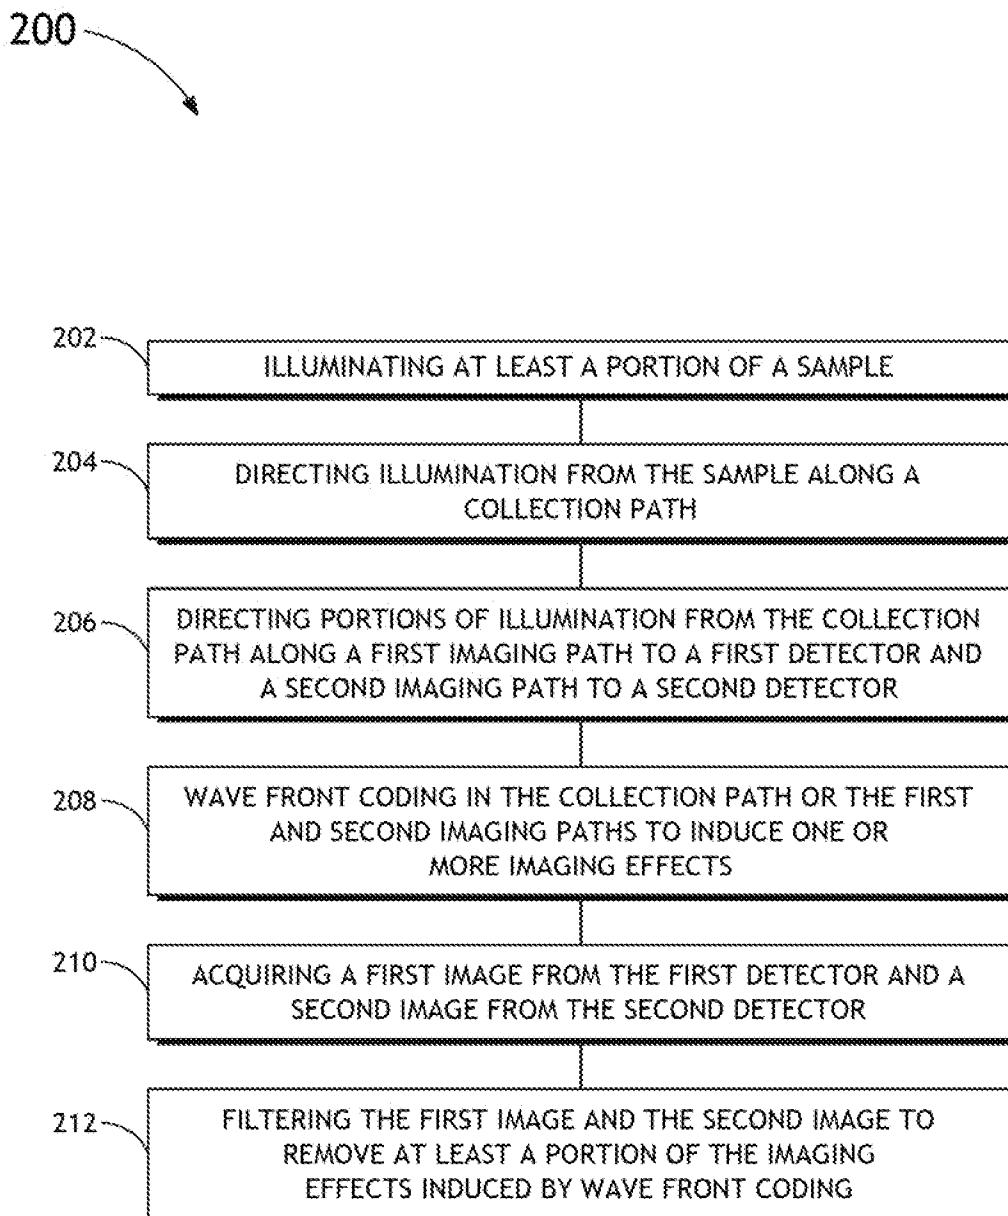 200
202
ILLUMINATING AT LEAST A PORTION OF A SAMPLE
204
DIRECTING ILLUMINATION FROM THE SAMPLE ALONG A
COLLECTION PATH
206
DIRECTING PORTIONS OF ILLUMINATION FROM THE COLLECTION
PATH ALONG A FIRST IMAGING PATH TO A FIRST DETECTOR AND
A SECOND IMAGING PATH TO A SECOND DETECTOR
208
WAVE FRONT CODING IN THE COLLECTION PATH OR THE FIRST
AND SECOND IMAGING PATHS TO INDUCE ONE OR
MORE IMAGING EFFECTS
210
ACQUIRING A FIRST IMAGE FROM THE FIRST DETECTOR AND A
SECOND IMAGE FROM THE SECOND DETECTOR
212
FILTERING THE FIRST IMAGE AND THE SECOND IMAGE TO
REMOVE AT LEAST A PORTION OF THE IMAGING
EFFECTS INDUCED BY WAVE FRONT CODING